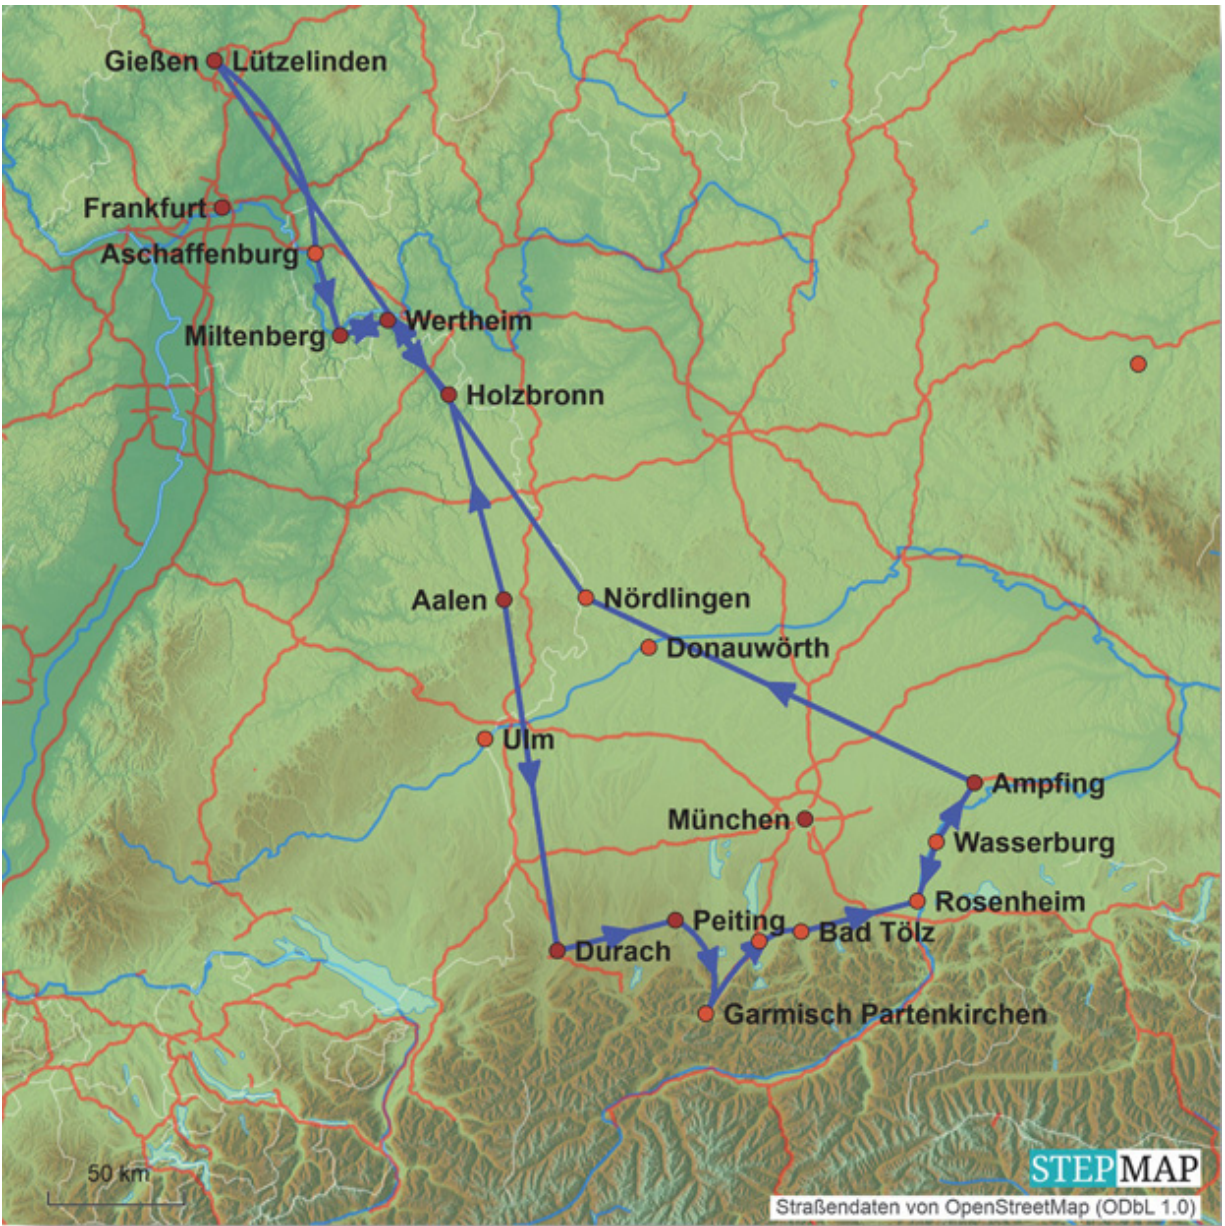 Gießen
Lützelinden
Frankfurt
Aschaffenburg
Miltenberg
Wertheim
Holzbronn
Aalen
Nördlingen
Donauwörth
Ulm
Ampfing
München
Wasserburg
Rosenheim
Peiting
Bad Tölz
Durach
Garmisch Partenkirchen
50 km
STEPMAP
Straßendaten von OpenStreetMap (ODbL 1.0)